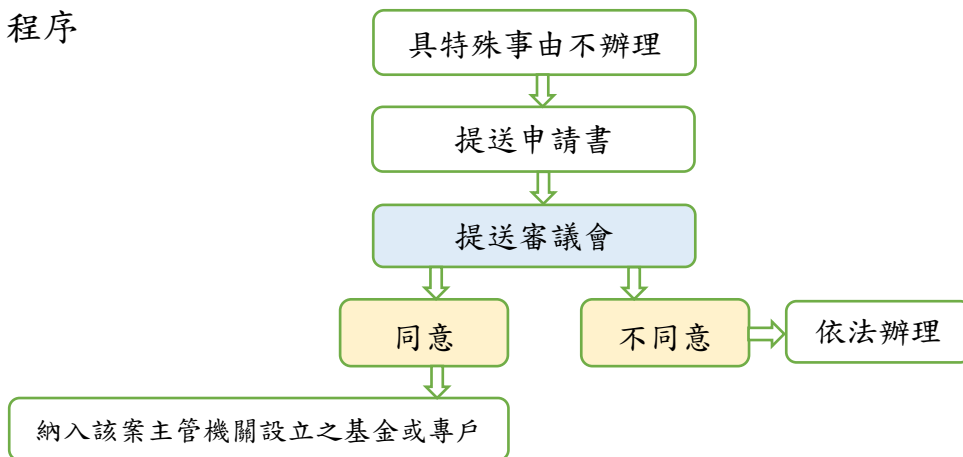 程序
具特殊事由不辦理
提送申請書
提送審議會
同意
不同意
依法辦理
納入該案主管機關設立之基金或專戶